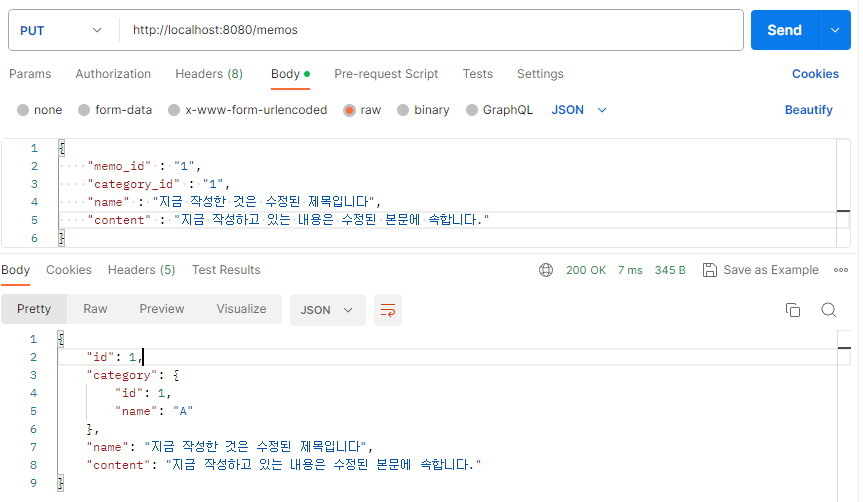 PUT http://localhost:8080/memos Send
Params Authorization Headers (8) Body Pre-request Script Tests Settings Cookies
none form-data x-www-form-urlencoded raw binary GraphQL JSON Beautify
1 {
2 "memo_id" : "1",
3 "category_id" : "1",
4 "name" : "지금 작성한 것은 수정된 제목입니다",
5 "content" : "지금 작성하고 있는 내용은 수정된 본문에 속합니다."
6 }
Body Cookies Headers (5) Test Results 200 OK 7 ms 345 B Save as Example
Pretty Raw Preview Visualize JSON
1 {
2 "id": 1,
3 "category": {
4 "id": 1,
5 "name": "A"
6 },
7 "name": "지금 작성한 것은 수정된 제목입니다",
8 "content": "지금 작성하고 있는 내용은 수정된 본문에 속합니다."
9 }